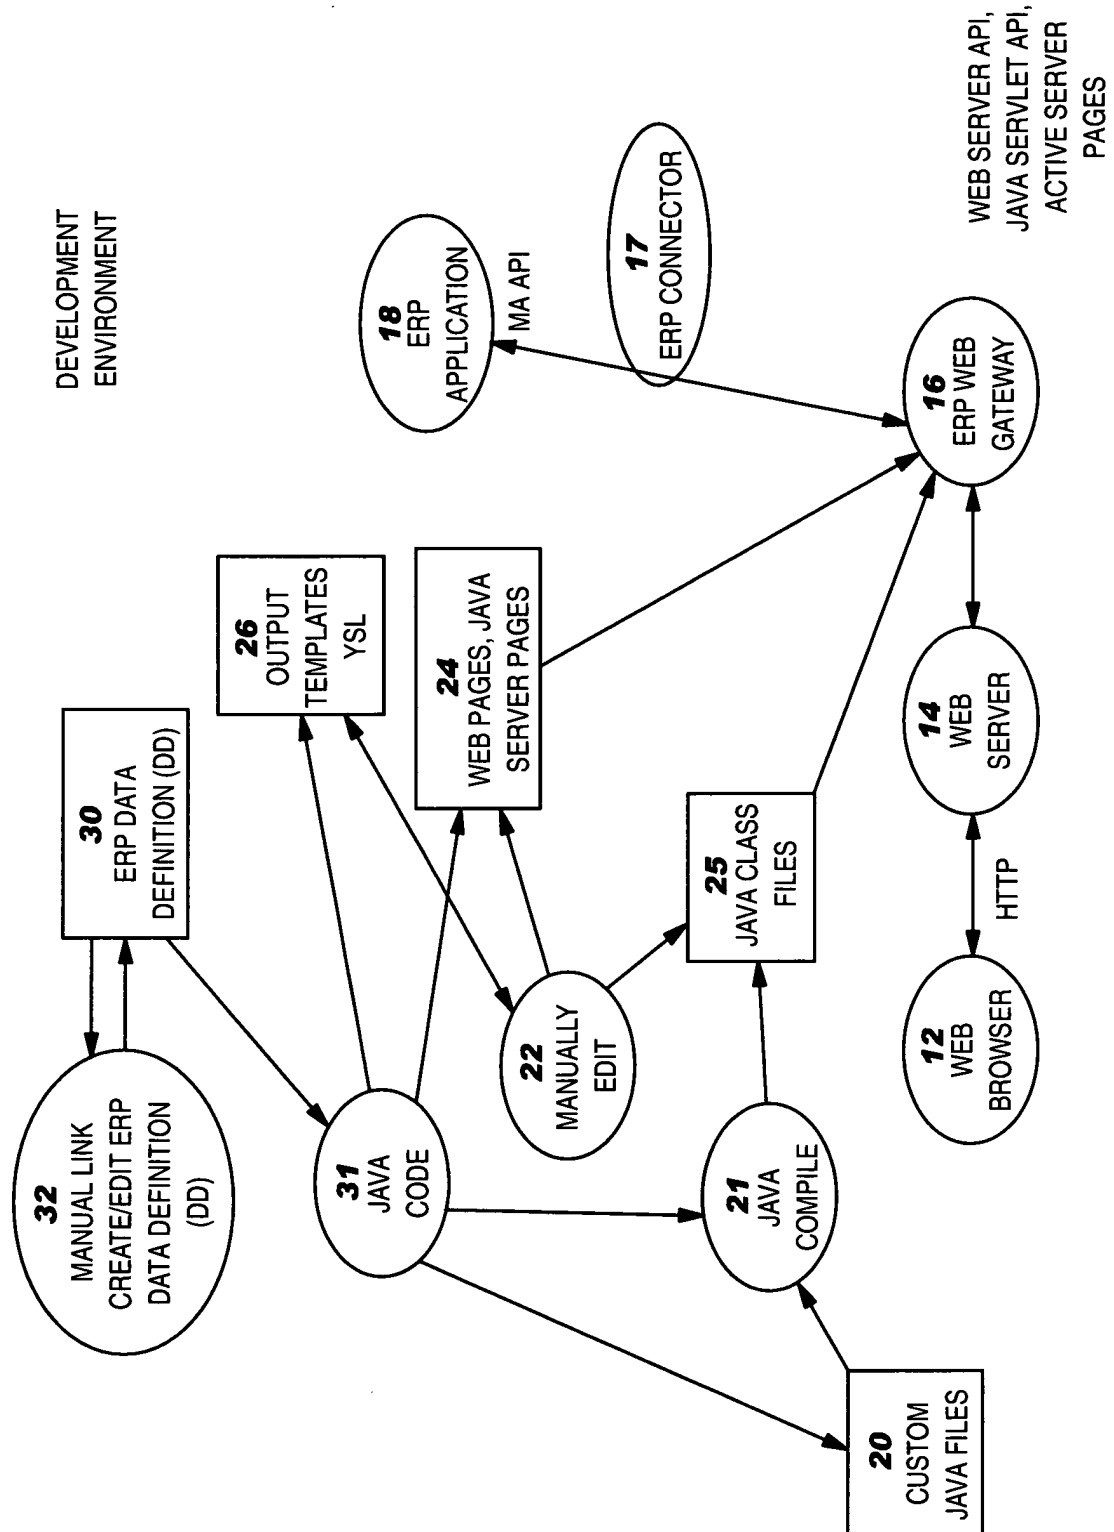 DEVELOPMENT
ENVIRONMENT
32
MANUAL LINK
CREATE/EDIT ERP
DATA DEFINITION
(DD)
30
ERP DATA
DEFINITION (DD)
31
JAVA
CODE
26
OUTPUT
TEMPLATES
YSL
18
ERP
APPLICATION
MA API
24
WEB PAGES, JAVA
SERVER PAGES
22
MANUALLY
EDIT
17
ERP CONNECTOR
21
JAVA
COMPILE
25
JAVA CLASS
FILES
20
CUSTOM
JAVA FILES
12
WEB
BROWSER
HTTP
14
WEB
SERVER
16
ERP WEB
GATEWAY
WEB SERVER API,
JAVA SERVLET API,
ACTIVE SERVER
PAGES